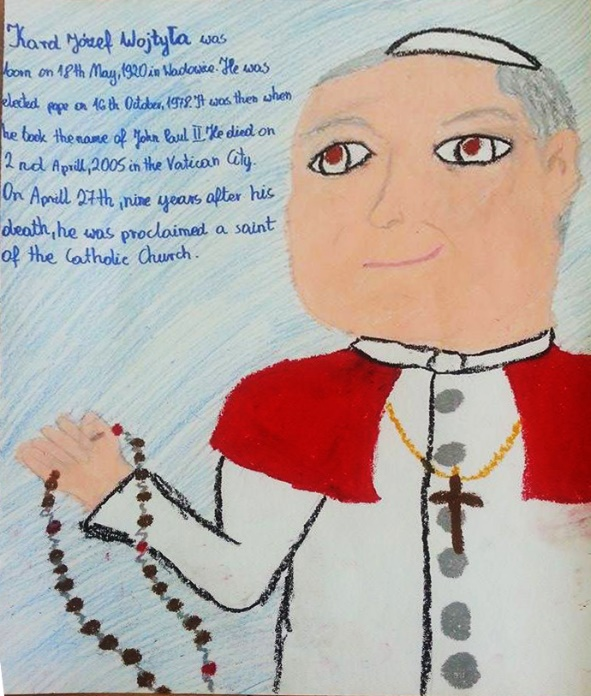 Karol Józef Wojtyła was
born on 18th May, 1920 in Wadowice. He was
elected pope on 16th October, 1978. It was then when
he took the name of John Paul II. He died on
2nd Aprill, 2005 in the Vatican City.
On Aprill 27th, nine years after his
death, he was proclaimed a saint
of the Catholic Church.